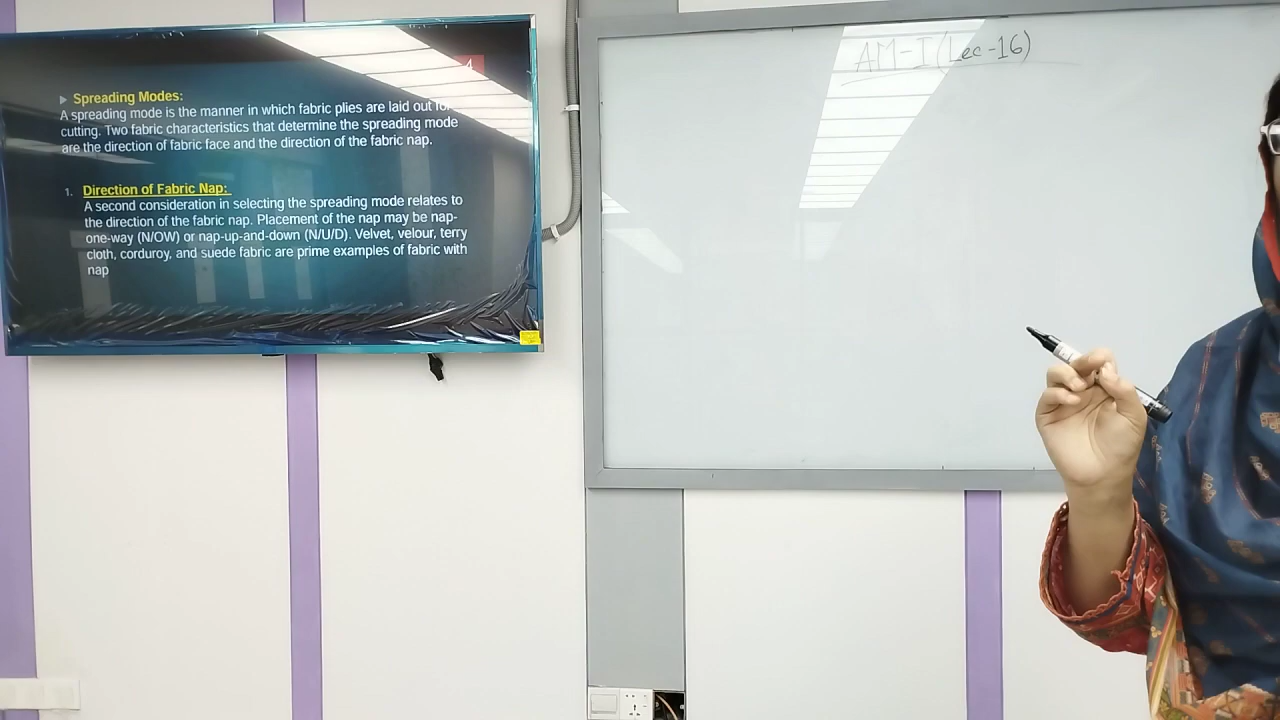 4
Spreading Modes:
A spreading mode is the manner in which fabric plies are laid out for
cutting. Two fabric characteristics that determine the spreading mode
are the direction of fabric face and the direction of the fabric nap.
1. Direction of Fabric Nap:
A second consideration in selecting the spreading mode relates to
the direction of the fabric nap. Placement of the nap may be nap-
one-way (N/OW) or nap-up-and-down (N/U/D). Velvet, velour, terry
cloth, corduroy, and suede fabric are prime examples of fabric with
nap
AM-I (Lec-16)